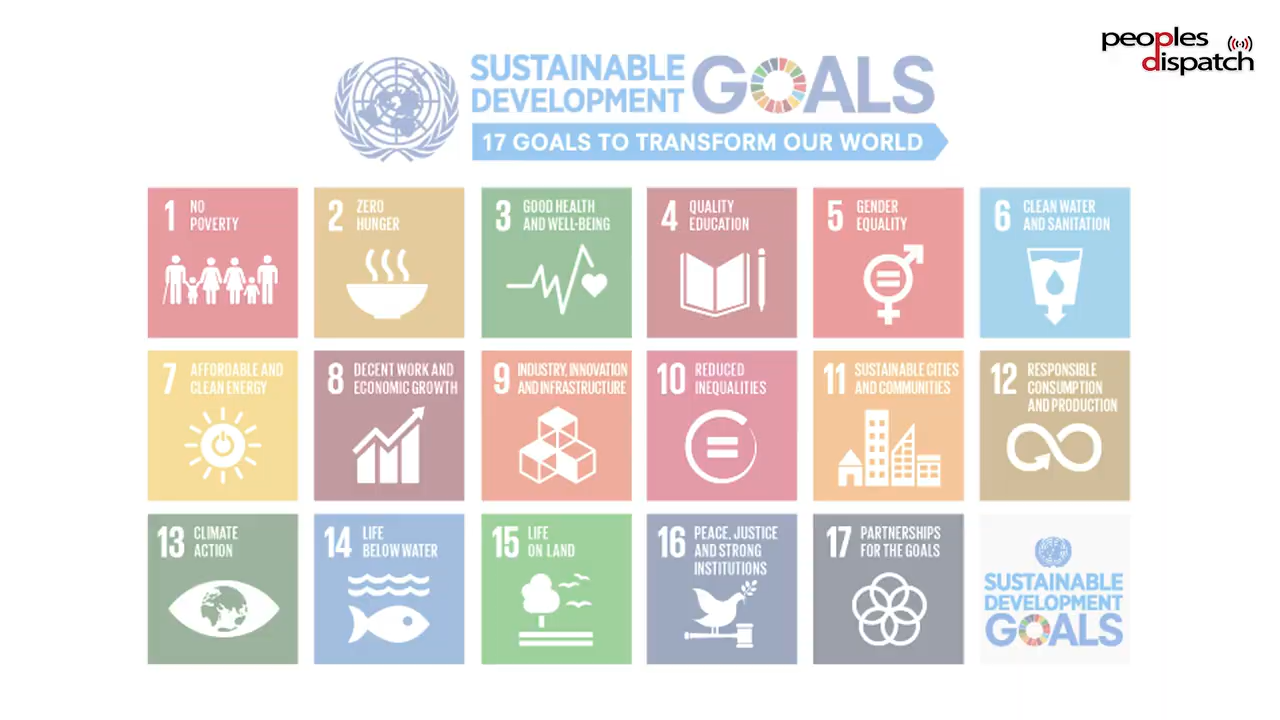 peoples
dispatch
SUSTAINABLE
DEVELOPMENT
GOALS
17 GOALS TO TRANSFORM OUR WORLD
1 NO
POVERTY
2 ZERO
HUNGER
3 GOOD HEALTH
AND WELL-BEING
4 QUALITY
EDUCATION
5 GENDER
EQUALITY
6 CLEAN WATER
AND SANITATION
7 AFFORDABLE AND
CLEAN ENERGY
8 DECENT WORK AND
ECONOMIC GROWTH
9 INDUSTRY, INNOVATION
AND INFRASTRUCTURE
10 REDUCED
INEQUALITIES
11 SUSTAINABLE CITIES
AND COMMUNITIES
12 RESPONSIBLE
CONSUMPTION
AND PRODUCTION
13 CLIMATE
ACTION
14 LIFE
BELOW WATER
15 LIFE
ON LAND
16 PEACE, JUSTICE
AND STRONG
INSTITUTIONS
17 PARTNERSHIPS
FOR THE GOALS
SUSTAINABLE
DEVELOPMENT
GOALS